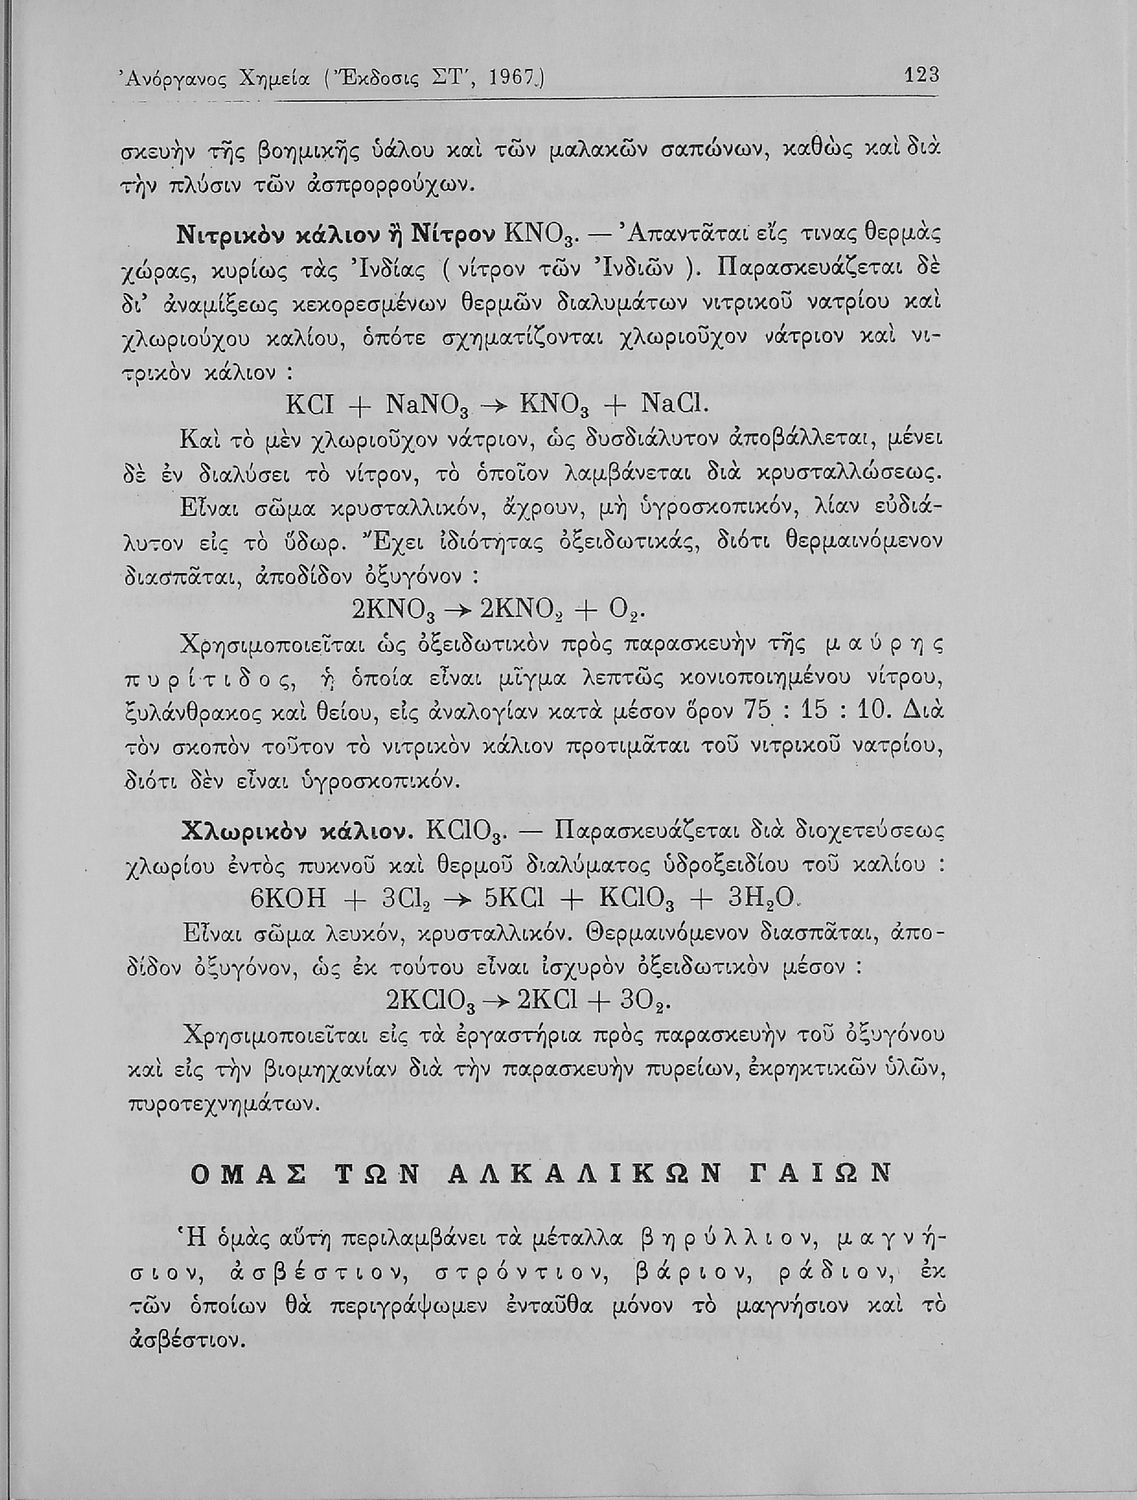 Ἀνόργανος Χημεία (Ἔκδοσις ΣΤ', 1967.) 123
σκευὴν τῆς βοημικῆς ὑάλου καὶ τῶν μαλακῶν σαπώνων, καθὼς καὶ διὰ
τὴν πλύσιν τῶν ἀσπρορρούχων.
Νιτρικὸν κάλιον ἢ Νίτρον KNO₃. — Ἀπαντᾶται εἴς τινας θερμὰς
χώρας, κυρίως τὰς Ἰνδίας ( νίτρον τῶν Ἰνδιῶν ). Παρασκευάζεται δὲ
δι' ἀναμίξεως κεκορεσμένων θερμῶν διαλυμάτων νιτρικοῦ νατρίου καὶ
χλωριούχου καλίου, ὁπότε σχηματίζονται χλωριοῦχον νάτριον καὶ νι-
τρικὸν κάλιον :
KCI + NaNO₃ → KNO₃ + NaCl.
Καὶ τὸ μὲν χλωριοῦχον νάτριον, ὡς δυσδιάλυτον ἀποβάλλεται, μένει
δὲ ἐν διαλύσει τὸ νίτρον, τὸ ὁποῖον λαμβάνεται διὰ κρυσταλλώσεως.
Εἶναι σῶμα κρυσταλλικόν, ἄχρουν, μὴ ὑγροσκοπικόν, λίαν εὐδιά-
λυτον εἰς τὸ ὕδωρ. Ἔχει ἰδιότητας ὀξειδωτικάς, διότι θερμαινόμενον
διασπᾶται, ἀποδίδον ὀξυγόνον :
2KNO₃ → 2KNO₂ + O₂.
Χρησιμοποιεῖται ὡς ὀξειδωτικὸν πρὸς παρασκευὴν τῆς μαύρης
πυρίτιδος, ἡ ὁποία εἶναι μῖγμα λεπτῶς κονιοποιημένου νίτρου,
ξυλάνθρακος καὶ θείου, εἰς ἀναλογίαν κατὰ μέσον ὅρον 75 : 15 : 10. Διὰ
τὸν σκοπὸν τοῦτον τὸ νιτρικὸν κάλιον προτιμᾶται τοῦ νιτρικοῦ νατρίου,
διότι δὲν εἶναι ὑγροσκοπικόν.
Χλωρικὸν κάλιον. KClO₃. — Παρασκευάζεται διὰ διοχετεύσεως
χλωρίου ἐντὸς πυκνοῦ καὶ θερμοῦ διαλύματος ὑδροξειδίου τοῦ καλίου :
6KOH + 3Cl₂ → 5KCl + KClO₃ + 3H₂O.
Εἶναι σῶμα λευκόν, κρυσταλλικόν. Θερμαινόμενον διασπᾶται, ἀπο-
δίδον ὀξυγόνον, ὡς ἐκ τούτου εἶναι ἰσχυρὸν ὀξειδωτικὸν μέσον :
2KClO₃ → 2KCl + 3O₂.
Χρησιμοποιεῖται εἰς τὰ ἐργαστήρια πρὸς παρασκευὴν τοῦ ὀξυγόνου
καὶ εἰς τὴν βιομηχανίαν διὰ τὴν παρασκευὴν πυρείων, ἐκρηκτικῶν ὑλῶν,
πυροτεχνημάτων.
ΟΜΑΣ ΤΩΝ ΑΛΚΑΛΙΚΩΝ ΓΑΙΩΝ
Ἡ ὁμὰς αὕτη περιλαμβάνει τὰ μέταλλα βηρύλλιον, μαγνή-
σιον, ἀσβέστιον, στρόντιον, βάριον, ράδιον, ἐκ
τῶν ὁποίων θὰ περιγράψωμεν ἐνταῦθα μόνον τὸ μαγνήσιον καὶ τὸ
ἀσβέστιον.